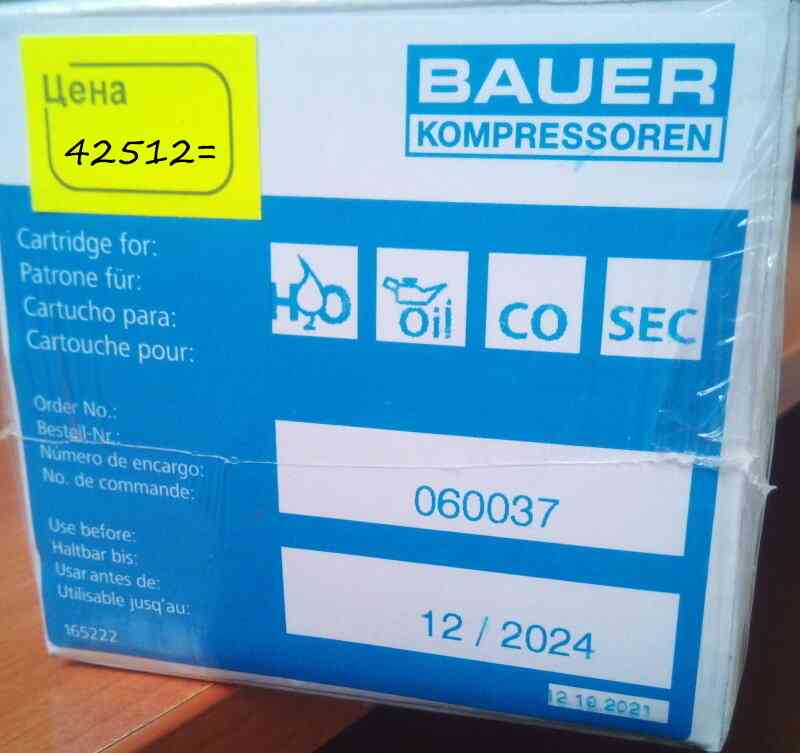 Цена
42512=
BAUER
KOMPRESSOREN
Cartridge for:
Patrone für:
Cartucho para:
Cartouche pour:
H₂O
Oil
CO
SEC
Order No.:
Bestell-Nr.:
Número de encargo:
No. de commande:
060037
Use before:
Haltbar bis:
Usar antes de:
Utilisable jusq'au:
12 / 2024
165222
12 10 2021